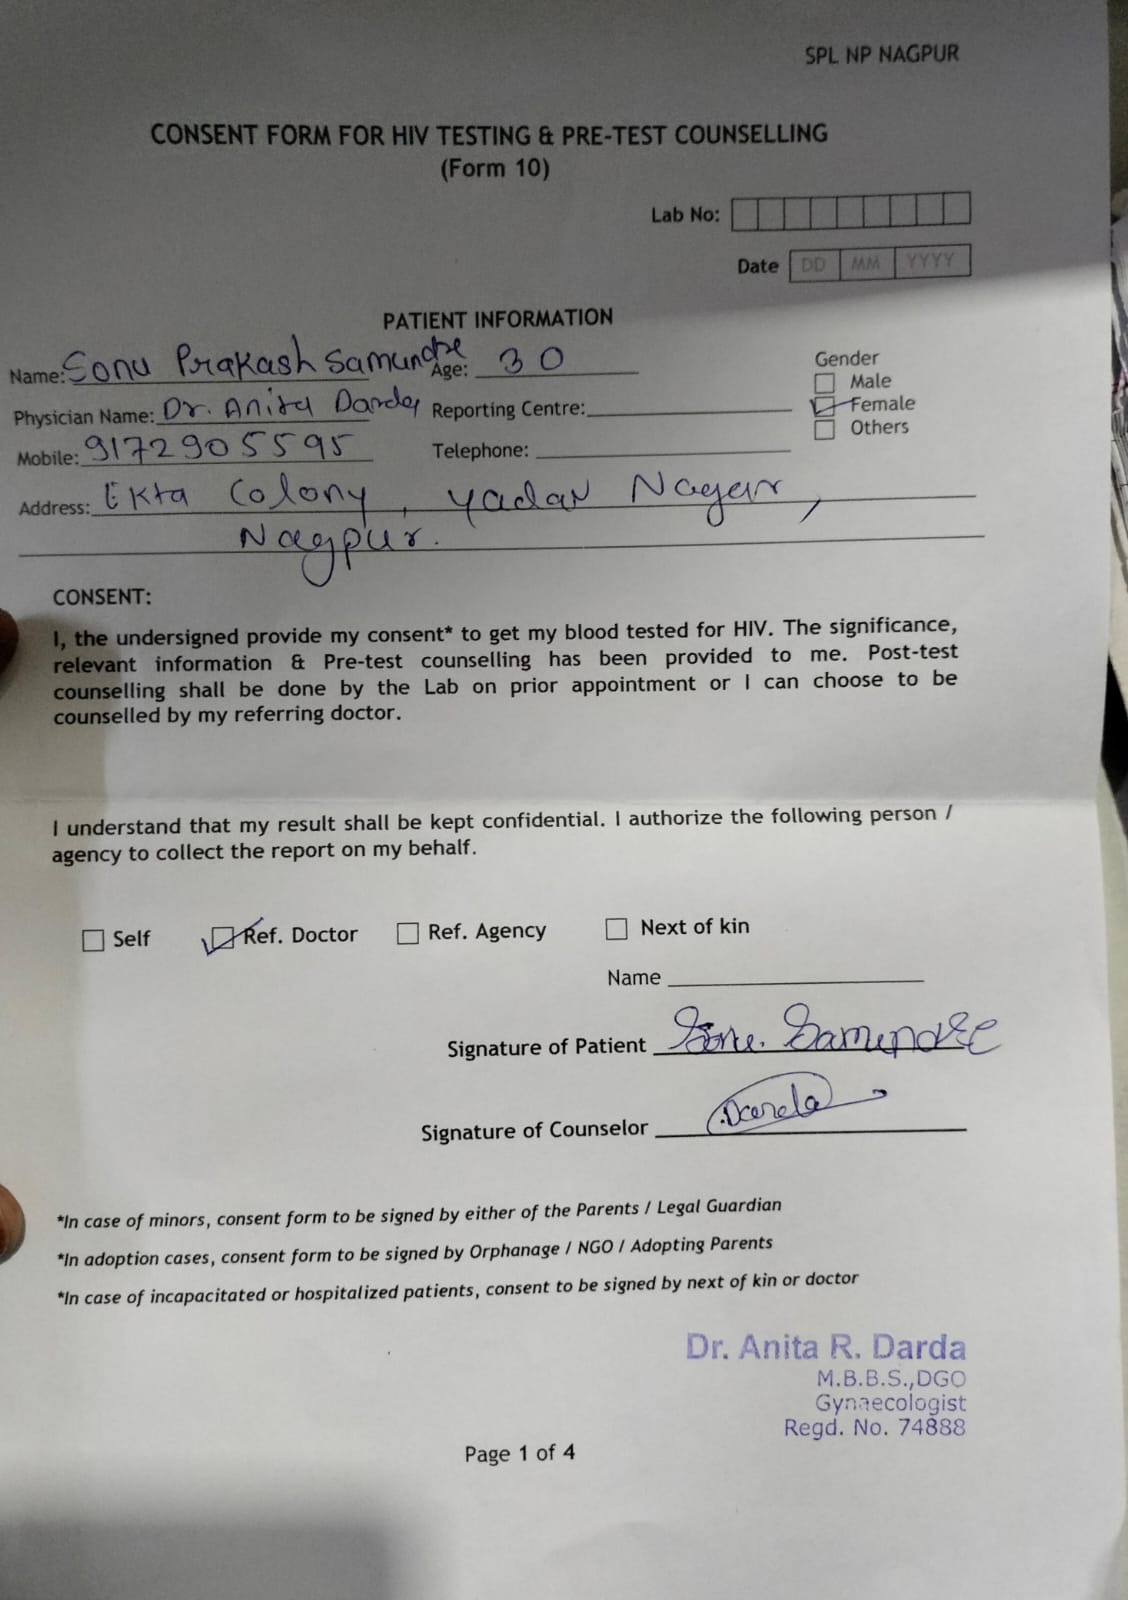 SPL NP NAGPUR
CONSENT FORM FOR HIV TESTING & PRE-TEST COUNSELLING
(Form 10)
Lab No:
Date DD MM YYYY
PATIENT INFORMATION
Name: Sonu Prakash Samundre Age: 30
Gender
Male
Physician Name: Dr. Anita Darda Reporting Centre:
Female
Mobile: 9172905595 Telephone:
Others
Address: Ekta Colony, Yadav Nagar,
Nagpur.
CONSENT:
I, the undersigned provide my consent* to get my blood tested for HIV. The significance,
relevant information & Pre-test counselling has been provided to me. Post-test
counselling shall be done by the Lab on prior appointment or I can choose to be
counselled by my referring doctor.
I understand that my result shall be kept confidential. I authorize the following person /
agency to collect the report on my behalf.
Self Ref. Doctor Ref. Agency Next of kin
Name
Signature of Patient Sonu. Samundre
Signature of Counselor Darda
*In case of minors, consent form to be signed by either of the Parents / Legal Guardian
*In adoption cases, consent form to be signed by Orphanage / NGO / Adopting Parents
*In case of incapacitated or hospitalized patients, consent to be signed by next of kin or doctor
Dr. Anita R. Darda
M.B.B.S.,DGO
Gynaecologist
Regd. No. 74888
Page 1 of 4